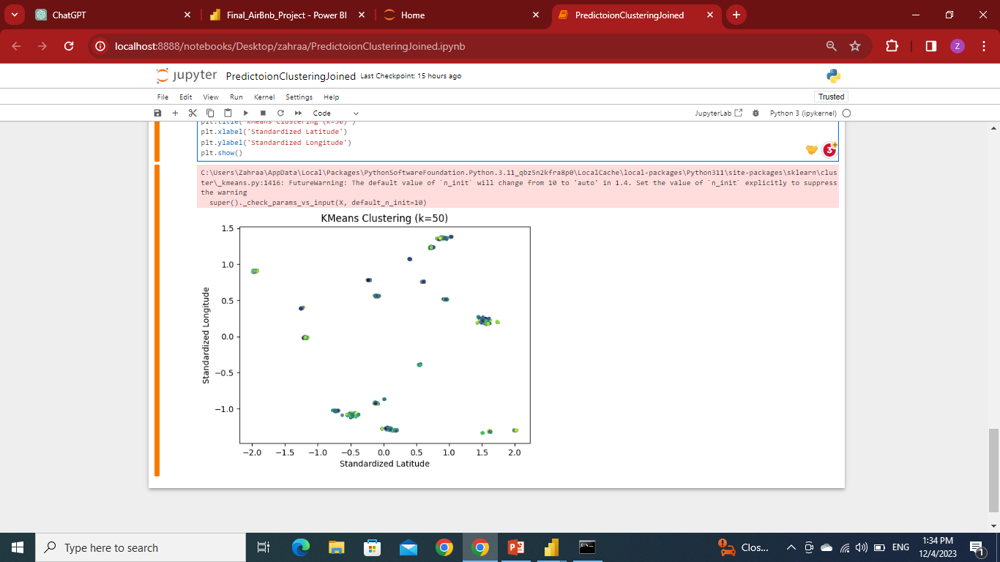 ChatGPT
Final_AirBnb_Project - Power BI
Home
PredictoionClusteringJoined
localhost:8888/notebooks/Desktop/zahraa/PredictoionClusteringJoined.ipynb
Z
jupyter PredictoionClusteringJoined Last Checkpoint: 15 hours ago
File Edit View Run Kernel Settings Help
Trusted
Code
JupyterLab
Python 3 (ipykernel)
plt.title('KMeans Clustering (k=50)')
plt.xlabel('Standardized Latitude')
plt.ylabel('Standardized Longitude')
plt.show()
3
C:\Users\Zahraa\AppData\Local\Packages\PythonSoftwareFoundation.Python.3.11_qbz5n2kfra8p0\LocalCache\local-packages\Python311\site-packages\sklearn\clus
ter\_kmeans.py:1416: FutureWarning: The default value of `n_init` will change from 10 to 'auto' in 1.4. Set the value of `n_init` explicitly to suppress
the warning
super()._check_params_vs_input(X, default_n_init=10)
KMeans Clustering (k=50)
1.5
1.0
0.5
0.0
−0.5
−1.0
Standardized Longitude
−2.0 −1.5 −1.0 −0.5 0.0 0.5 1.0 1.5 2.0
Standardized Latitude
Type here to search
Clos...
ENG
1:34 PM
12/4/2023
1